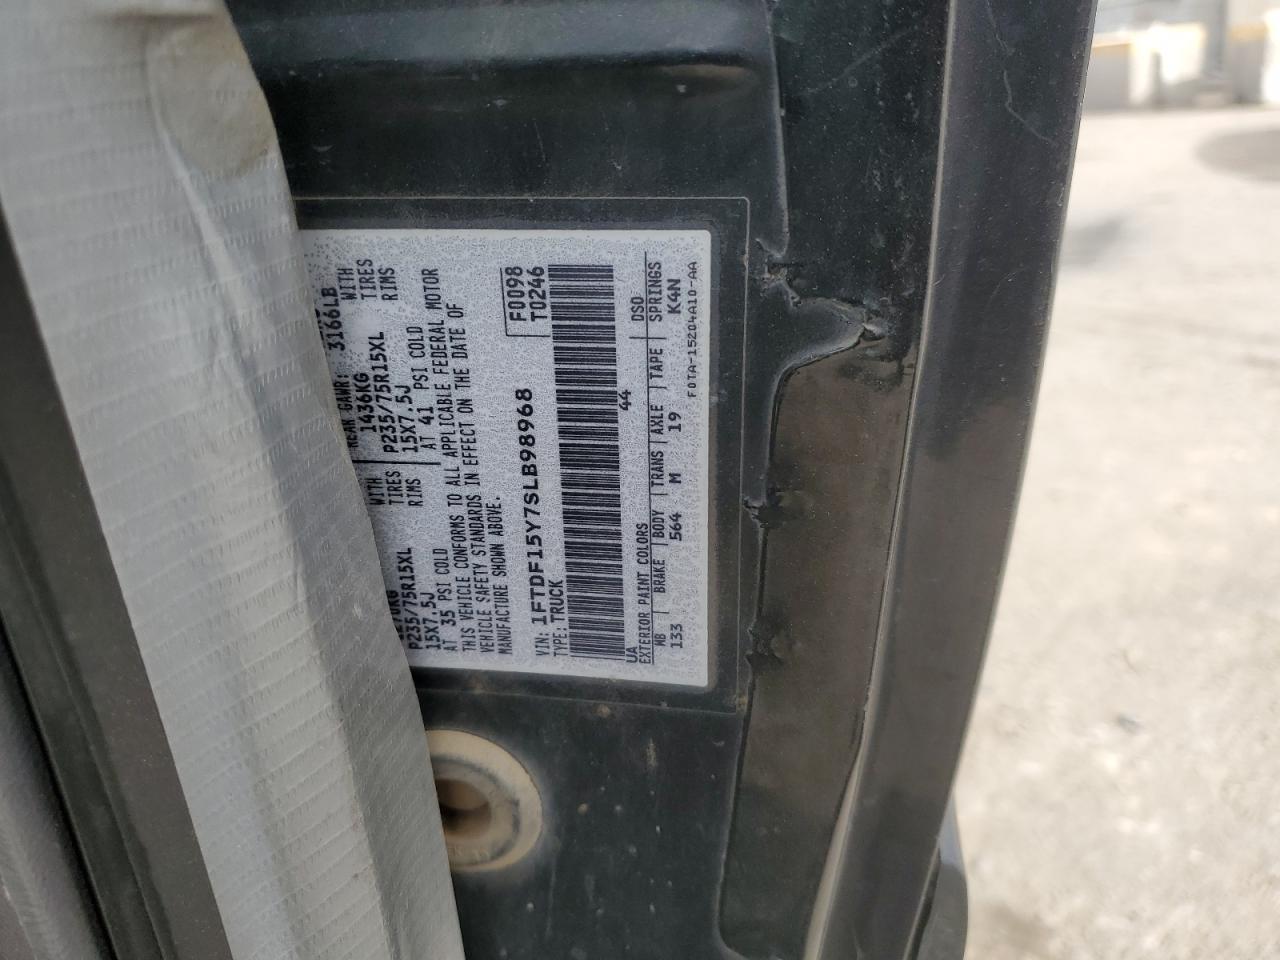 REAR GAWR: 3166LB
1436KG WITH
P235/75R15XL TIRES
15X7.5J RIMS
AT 41 PSI COLD
WITH
P235/75R15XL TIRES
15X7.5J RIMS
AT 35 PSI COLD
THIS VEHICLE CONFORMS TO ALL APPLICABLE FEDERAL MOTOR
VEHICLE SAFETY STANDARDS IN EFFECT ON THE DATE OF
MANUFACTURE SHOWN ABOVE.
F0098
T0246
VIN: 1FTDF15Y7SLB98968
TYPE: TRUCK
44
UA
EXTERIOR PAINT COLORS DSO
WB BRAKE BODY TRANS AXLE TAPE SPRINGS
133 564 M 19 K4N
F0TA-15204A10-AA